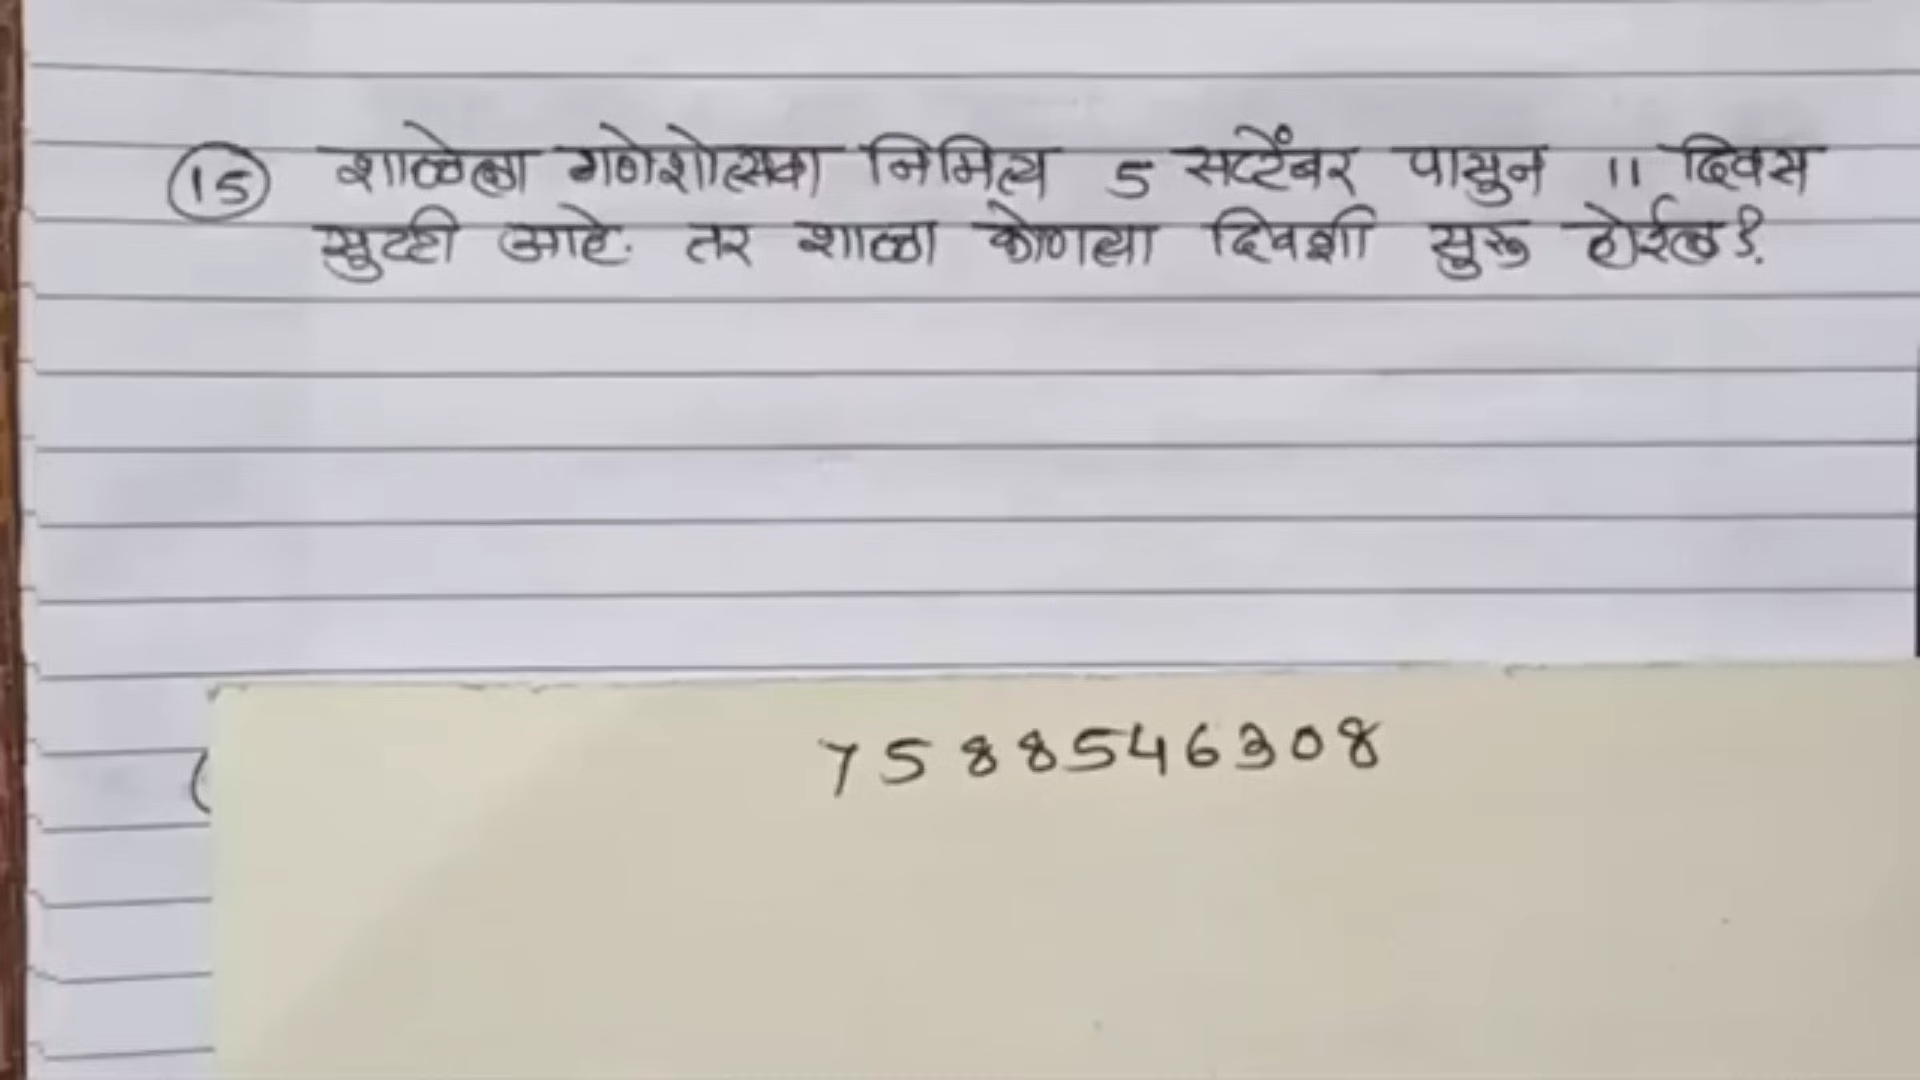 (15) शाळेला गणेशोत्सवा निमित्य 5 सप्टेंबर पासुन 11 दिवस
सुट्टी आहे. तर शाळा कोणत्या दिवशी सुरू होईल?
7588546308